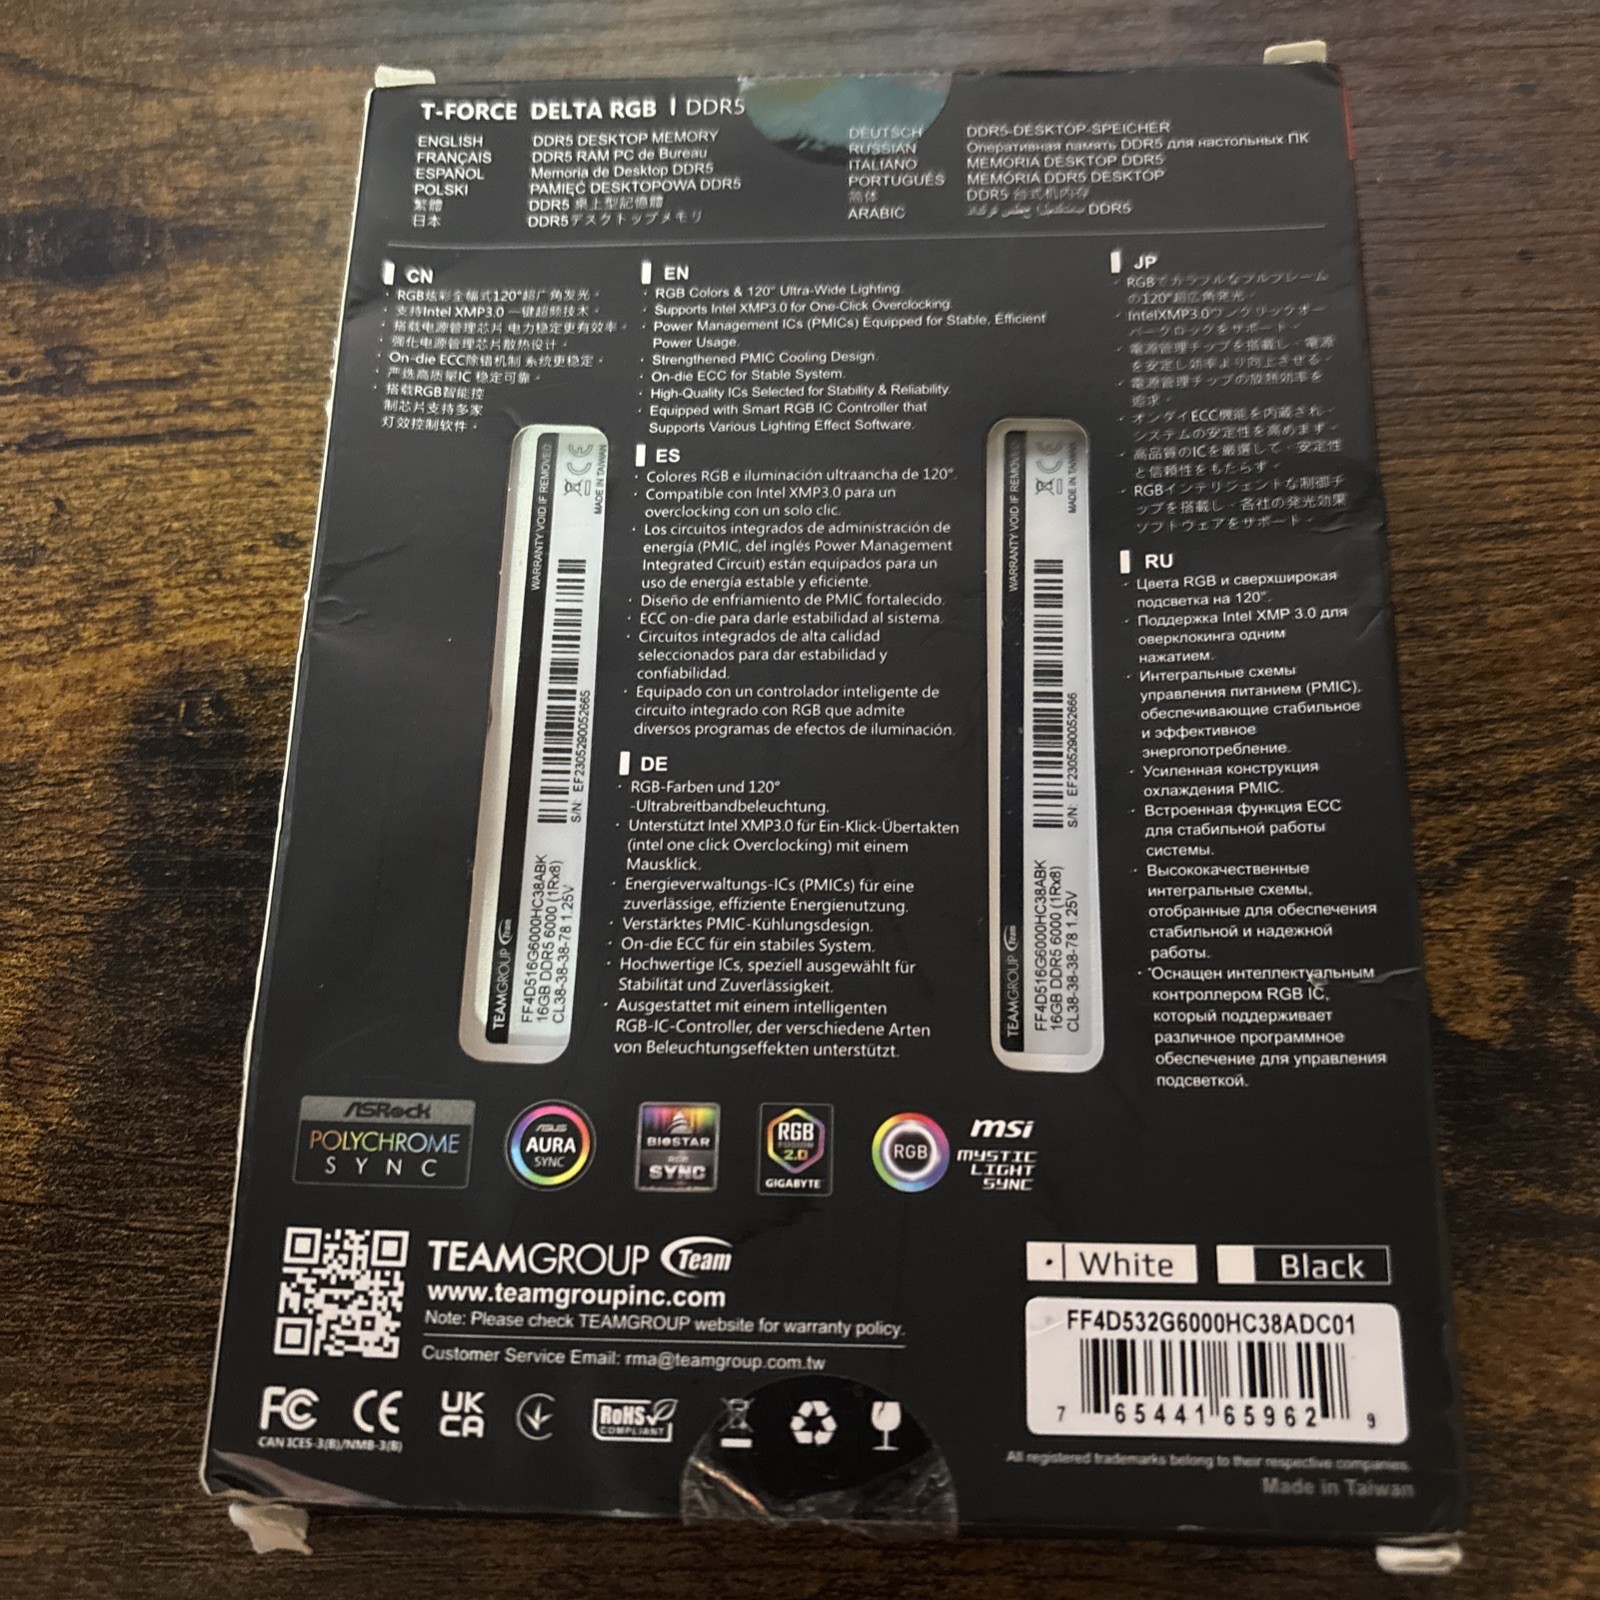 T-FORCE DELTA RGB | DDR5
ENGLISH DDR5 DESKTOP MEMORY
FRANÇAIS DDR5 RAM PC de Bureau
ESPAÑOL Memoria de Desktop DDR5
POLSKI PAMIĘĆ DESKTOPOWA DDR5
繁體 DDR5 桌上型記憶體
日本 DDR5デスクトップメモリ
DEUTSCH DDR5-DESKTOP-SPEICHER
RUSSIAN Оперативная память DDR5 для настольных ПК
ITALIANO MEMORIA DESKTOP DDR5
PORTUGUÊS MEMÓRIA DDR5 DESKTOP
简体 DDR5 台式机内存
ARABIC DDR5
CN
· RGB炫彩全幅式120°超广角发光。
· 支持Intel XMP3.0 一键超频技术。
· 搭载电源管理芯片 电力稳定更有效率。
· 强化电源管理芯片散热设计。
· On-die ECC除错机制 系统更稳定。
· 严选高质量IC 稳定可靠。
· 搭载RGB智能控
制芯片支持多家
灯效控制软件。
EN
· RGB Colors & 120° Ultra-Wide Lighting.
· Supports Intel XMP3.0 for One-Click Overclocking.
· Power Management ICs (PMICs) Equipped for Stable, Efficient
Power Usage.
· Strengthened PMIC Cooling Design.
· On-die ECC for Stable System.
· High-Quality ICs Selected for Stability & Reliability.
· Equipped with Smart RGB IC Controller that
Supports Various Lighting Effect Software.
ES
· Colores RGB e iluminación ultraancha de 120°.
· Compatible con Intel XMP3.0 para un
overclocking con un solo clic.
· Los circuitos integrados de administración de
energía (PMIC, del inglés Power Management
Integrated Circuit) están equipados para un
uso de energía estable y eficiente.
· Diseño de enfriamiento de PMIC fortalecido.
· ECC on-die para darle estabilidad al sistema.
· Circuitos integrados de alta calidad
seleccionados para dar estabilidad y
confiabilidad.
· Equipado con un controlador inteligente de
circuito integrado con RGB que admite
diversos programas de efectos de iluminación.
DE
· RGB-Farben und 120°
-Ultrabreitbandbeleuchtung.
· Unterstützt Intel XMP3.0 für Ein-Klick-Übertakten
(intel one click Overclocking) mit einem
Mausklick.
· Energieverwaltungs-ICs (PMICs) für eine
zuverlässige, effiziente Energienutzung.
· Verstärktes PMIC-Kühlungsdesign.
· On-die ECC für ein stabiles System.
· Hochwertige ICs, speziell ausgewählt für
Stabilität und Zuverlässigkeit.
· Ausgestattet mit einem intelligenten
RGB-IC-Controller, der verschiedene Arten
von Beleuchtungseffekten unterstützt.
JP
· RGBでカラフルなフルフレーム
の120°超広角発光。
· IntelXMP3.0ワンクリックオー
バークロックをサポート。
· 電源管理チップを搭載し、電源
を安定し効率より向上させる。
· 電源管理チップの放熱効率を
追求。
· オンダイECC機能を内蔵され、
システムの安定性を高めます。
· 高品質のICを厳選して、安定性
と信頼性をもたらす。
· RGBインテリジェントな制御チ
ップを搭載し、各社の発光効果
ソフトウェアをサポート。
RU
· Цвета RGB и сверхширокая
подсветка на 120°.
· Поддержка Intel XMP 3.0 для
оверклокинга одним
нажатием.
· Интегральные схемы
управления питанием (PMIC),
обеспечивающие стабильное
и эффективное
энергопотребление.
· Усиленная конструкция
охлаждения PMIC.
· Встроенная функция ECC
для стабильной работы
системы.
· Высококачественные
интегральные схемы,
отобранные для обеспечения
стабильной и надежной
работы.
· Оснащен интеллектуальным
контроллером RGB IC,
который поддерживает
различное программное
обеспечение для управления
подсветкой.
TEAMGROUP Team WARRANTY VOID IF REMOVED
FF4D516G6000HC38ABK
16GB DDR5 6000 (1Rx8)
CL38-38-38-78 1.25V
S/N: EF2305290052665
CE
MADE IN TAIWAN
TEAMGROUP Team WARRANTY VOID IF REMOVED
FF4D516G6000HC38ABK
16GB DDR5 6000 (1Rx8)
CL38-38-38-78 1.25V
S/N: EF2305290052666
CE
MADE IN TAIWAN
ASRock
POLYCHROME
SYNC
ASUS
AURA
SYNC
BIOSTAR
RGB
SYNC
RGB
FUSION
2.0
GIGABYTE
RGB
msi
MYSTIC
LIGHT
SYNC
TEAMGROUP Team
www.teamgroupinc.com
Note: Please check TEAMGROUP website for warranty policy.
Customer Service Email: rma@teamgroup.com.tw
FC CE UK
CA
RoHS
COMPLIANT
CAN ICES-3(B)/NMB-3(B)
White
Black
FF4D532G6000HC38ADC01
7 65441 65962 9
All registered trademarks belong to their respective companies.
Made in Taiwan